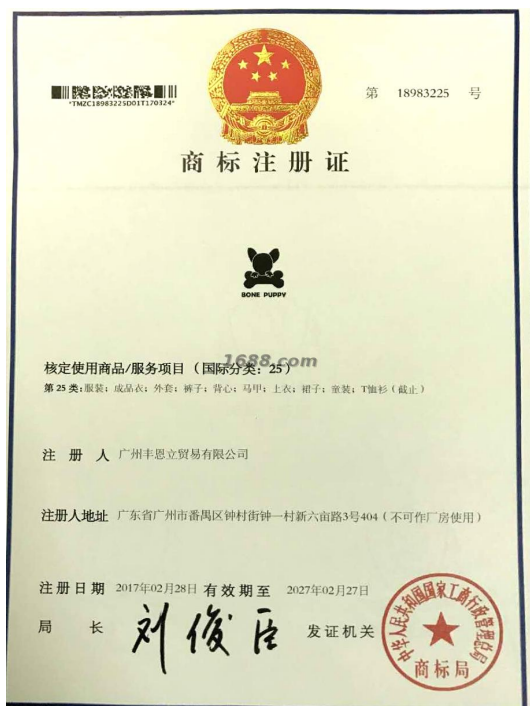 *TMZC18983225D01T170324*
第 18983225 号
商标注册证
BONE PUPPY
1688.com
核定使用商品/服务项目（国际分类：25）
第25类：服装；成品衣；外套；裤子；背心；马甲；上衣；裙子；童装；T恤衫（截止）
注册人 广州丰恩立贸易有限公司
注册人地址 广东省广州市番禺区钟村街钟一村新六亩路3号404（不可作厂房使用）
注册日期 2017年02月28日 有效期至 2027年02月27日
局长 刘俊臣 发证机关
中华人民共和国国家工商行政管理总局
商标局